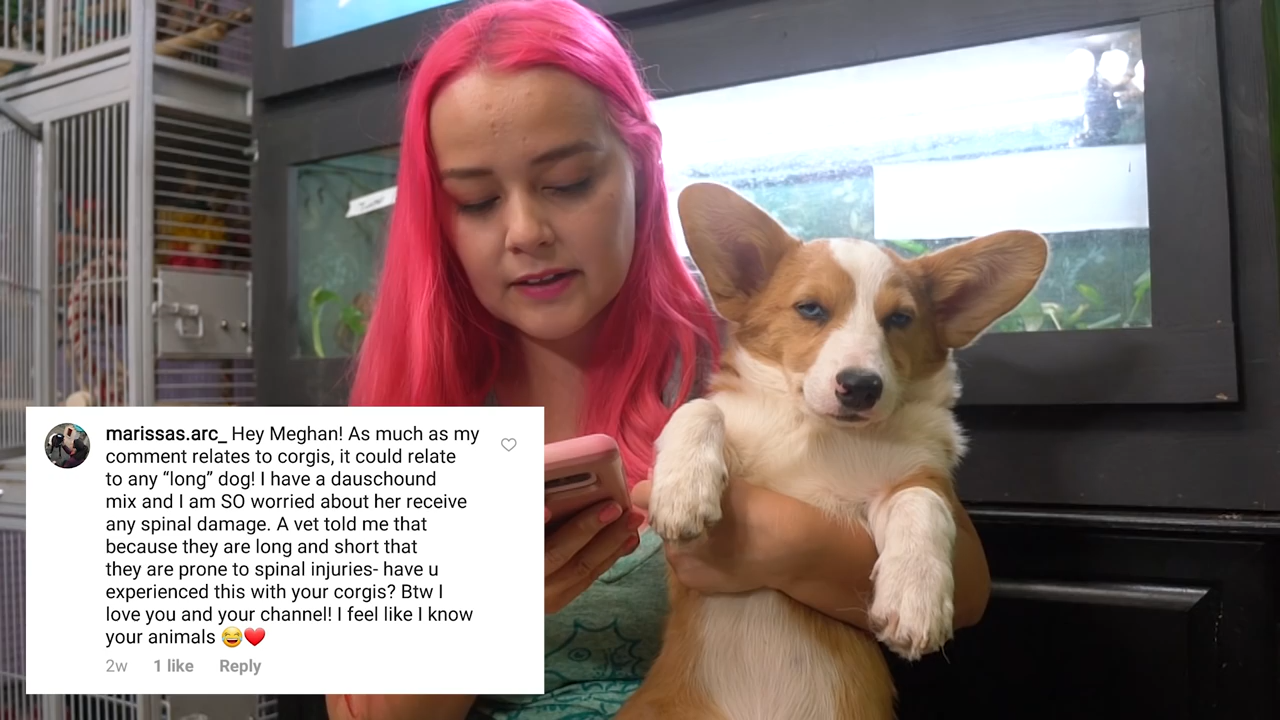 marissas.arc_ Hey Meghan! As much as my
comment relates to corgis, it could relate
to any “long” dog! I have a dauschound
mix and I am SO worried about her receive
any spinal damage. A vet told me that
because they are long and short that
they are prone to spinal injuries- have u
experienced this with your corgis? Btw I
love you and your channel! I feel like I know
your animals 😂❤️
2w 1 like Reply